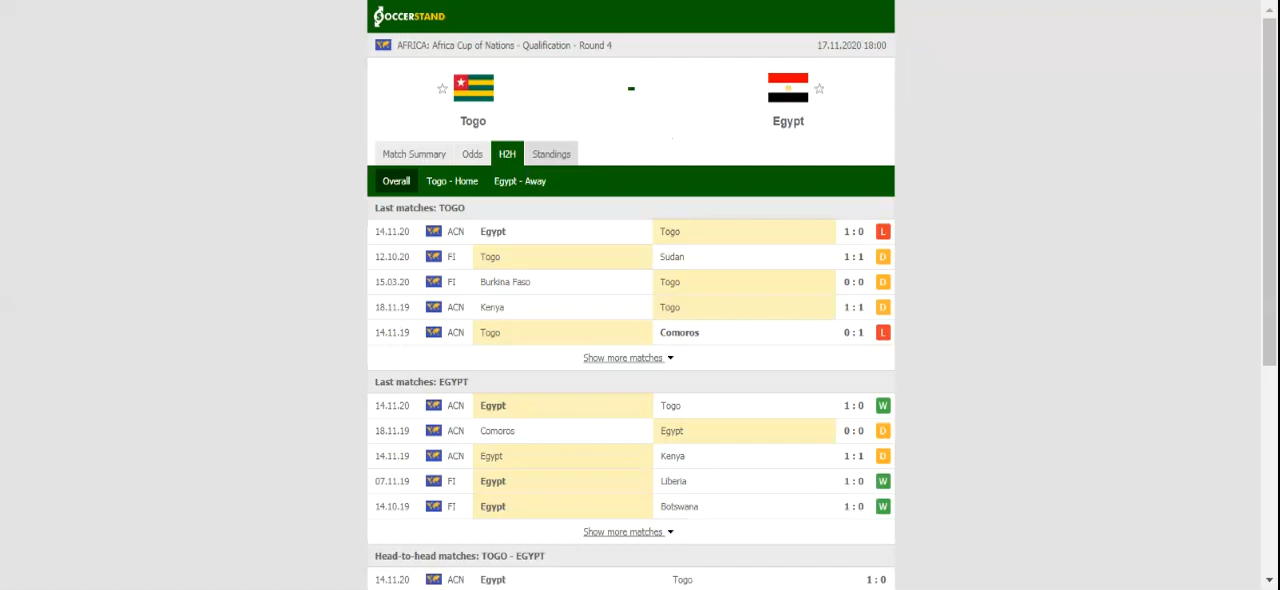 SOCCERSTAND
AFRICA: Africa Cup of Nations - Qualification - Round 4 17.11.2020 18:00
-
Togo Egypt
Match Summary Odds H2H Standings
Overall Togo - Home Egypt - Away
Last matches: TOGO
14.11.20 ACN Egypt Togo 1 : 0 L
12.10.20 FI Togo Sudan 1 : 1 D
15.03.20 FI Burkina Faso Togo 0 : 0 D
18.11.19 ACN Kenya Togo 1 : 1 D
14.11.19 ACN Togo Comoros 0 : 1 L
Show more matches
Last matches: EGYPT
14.11.20 ACN Egypt Togo 1 : 0 W
18.11.19 ACN Comoros Egypt 0 : 0 D
14.11.19 ACN Egypt Kenya 1 : 1 D
07.11.19 FI Egypt Liberia 1 : 0 W
14.10.19 FI Egypt Botswana 1 : 0 W
Show more matches
Head-to-head matches: TOGO - EGYPT
14.11.20 ACN Egypt Togo 1 : 0